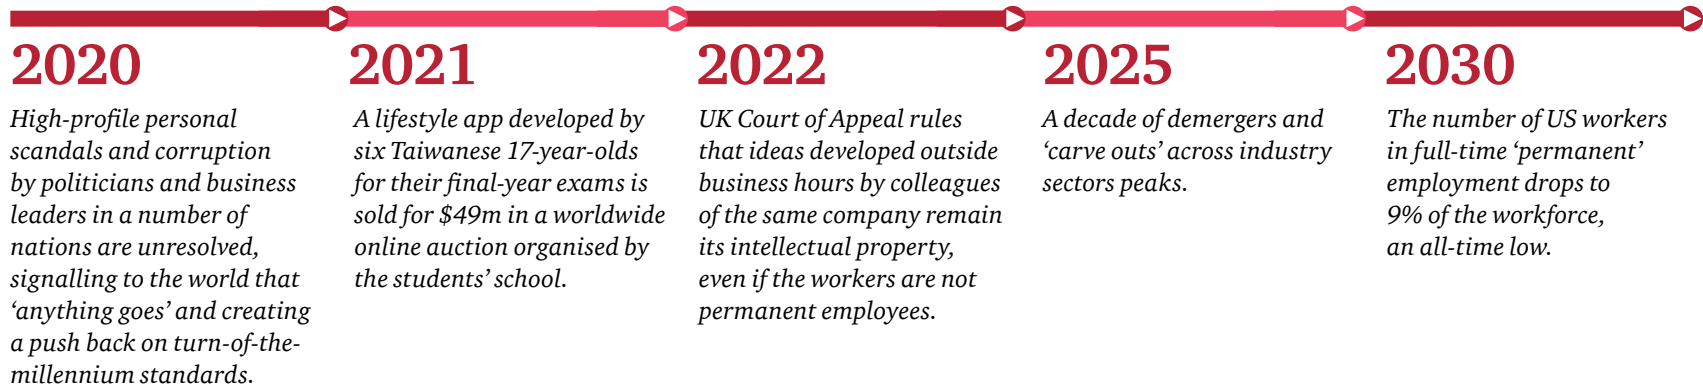 2020
High-profile personal
scandals and corruption
by politicians and business
leaders in a number of
nations are unresolved,
signalling to the world that
‘anything goes’ and creating
a push back on turn-of-the-
millennium standards.
2021
A lifestyle app developed by
six Taiwanese 17-year-olds
for their final-year exams is
sold for $49m in a worldwide
online auction organised by
the students’ school.
2022
UK Court of Appeal rules
that ideas developed outside
business hours by colleagues
of the same company remain
its intellectual property,
even if the workers are not
permanent employees.
2025
A decade of demergers and
‘carve outs’ across industry
sectors peaks.
2030
The number of US workers
in full-time ‘permanent’
employment drops to
9% of the workforce,
an all-time low.